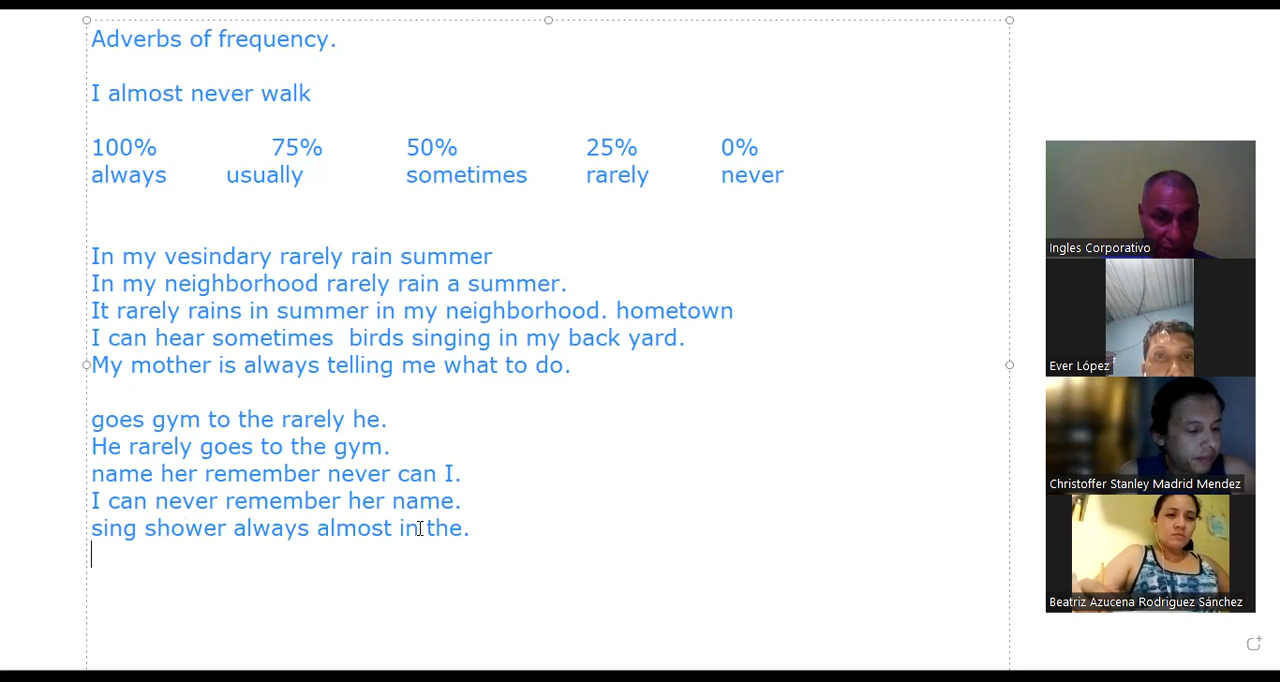 Adverbs of frequency.
I almost never walk
100% 75% 50% 25% 0%
always usually sometimes rarely never
In my vesindary rarely rain summer
In my neighborhood rarely rain a summer.
It rarely rains in summer in my neighborhood. hometown
I can hear sometimes  birds singing in my back yard.
My mother is always telling me what to do.
goes gym to the rarely he.
He rarely goes to the gym.
name her remember never can I.
I can never remember her name.
sing shower always almost in the.
Ingles Corporativo
Ever López
Christoffer Stanley Madrid Mendez
Beatriz Azucena Rodriguez Sánchez